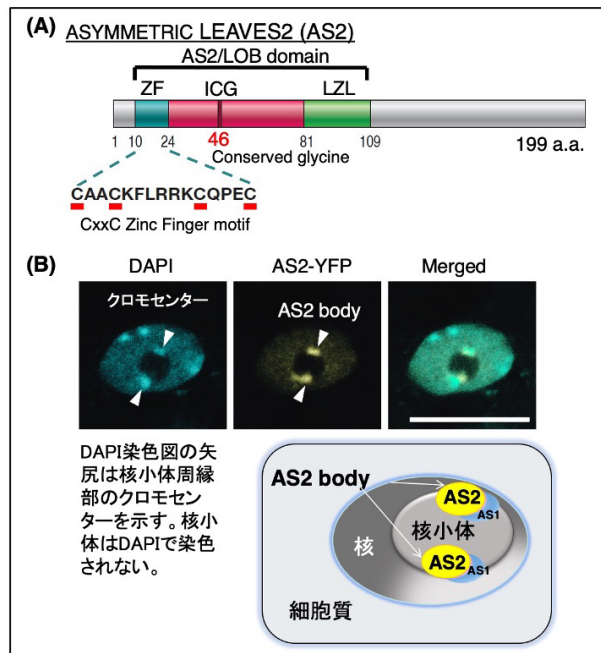 (A) ASYMMETRIC LEAVES2 (AS2)
AS2/LOB domain
ZF ICG LZL
1 10 24 46 81 109 199 a.a.
Conserved glycine
CAACKFLRRKCQPEC
CxxC Zinc Finger motif
(B) DAPI AS2-YFP Merged
クロモセンター
AS2 body
DAPI染色図の矢
尻は核小体周縁
部のクロモセン
ターを示す。核小
体はDAPIで染色
されない。
AS2 body
AS2
AS1
核小体
核
AS2
AS1
細胞質